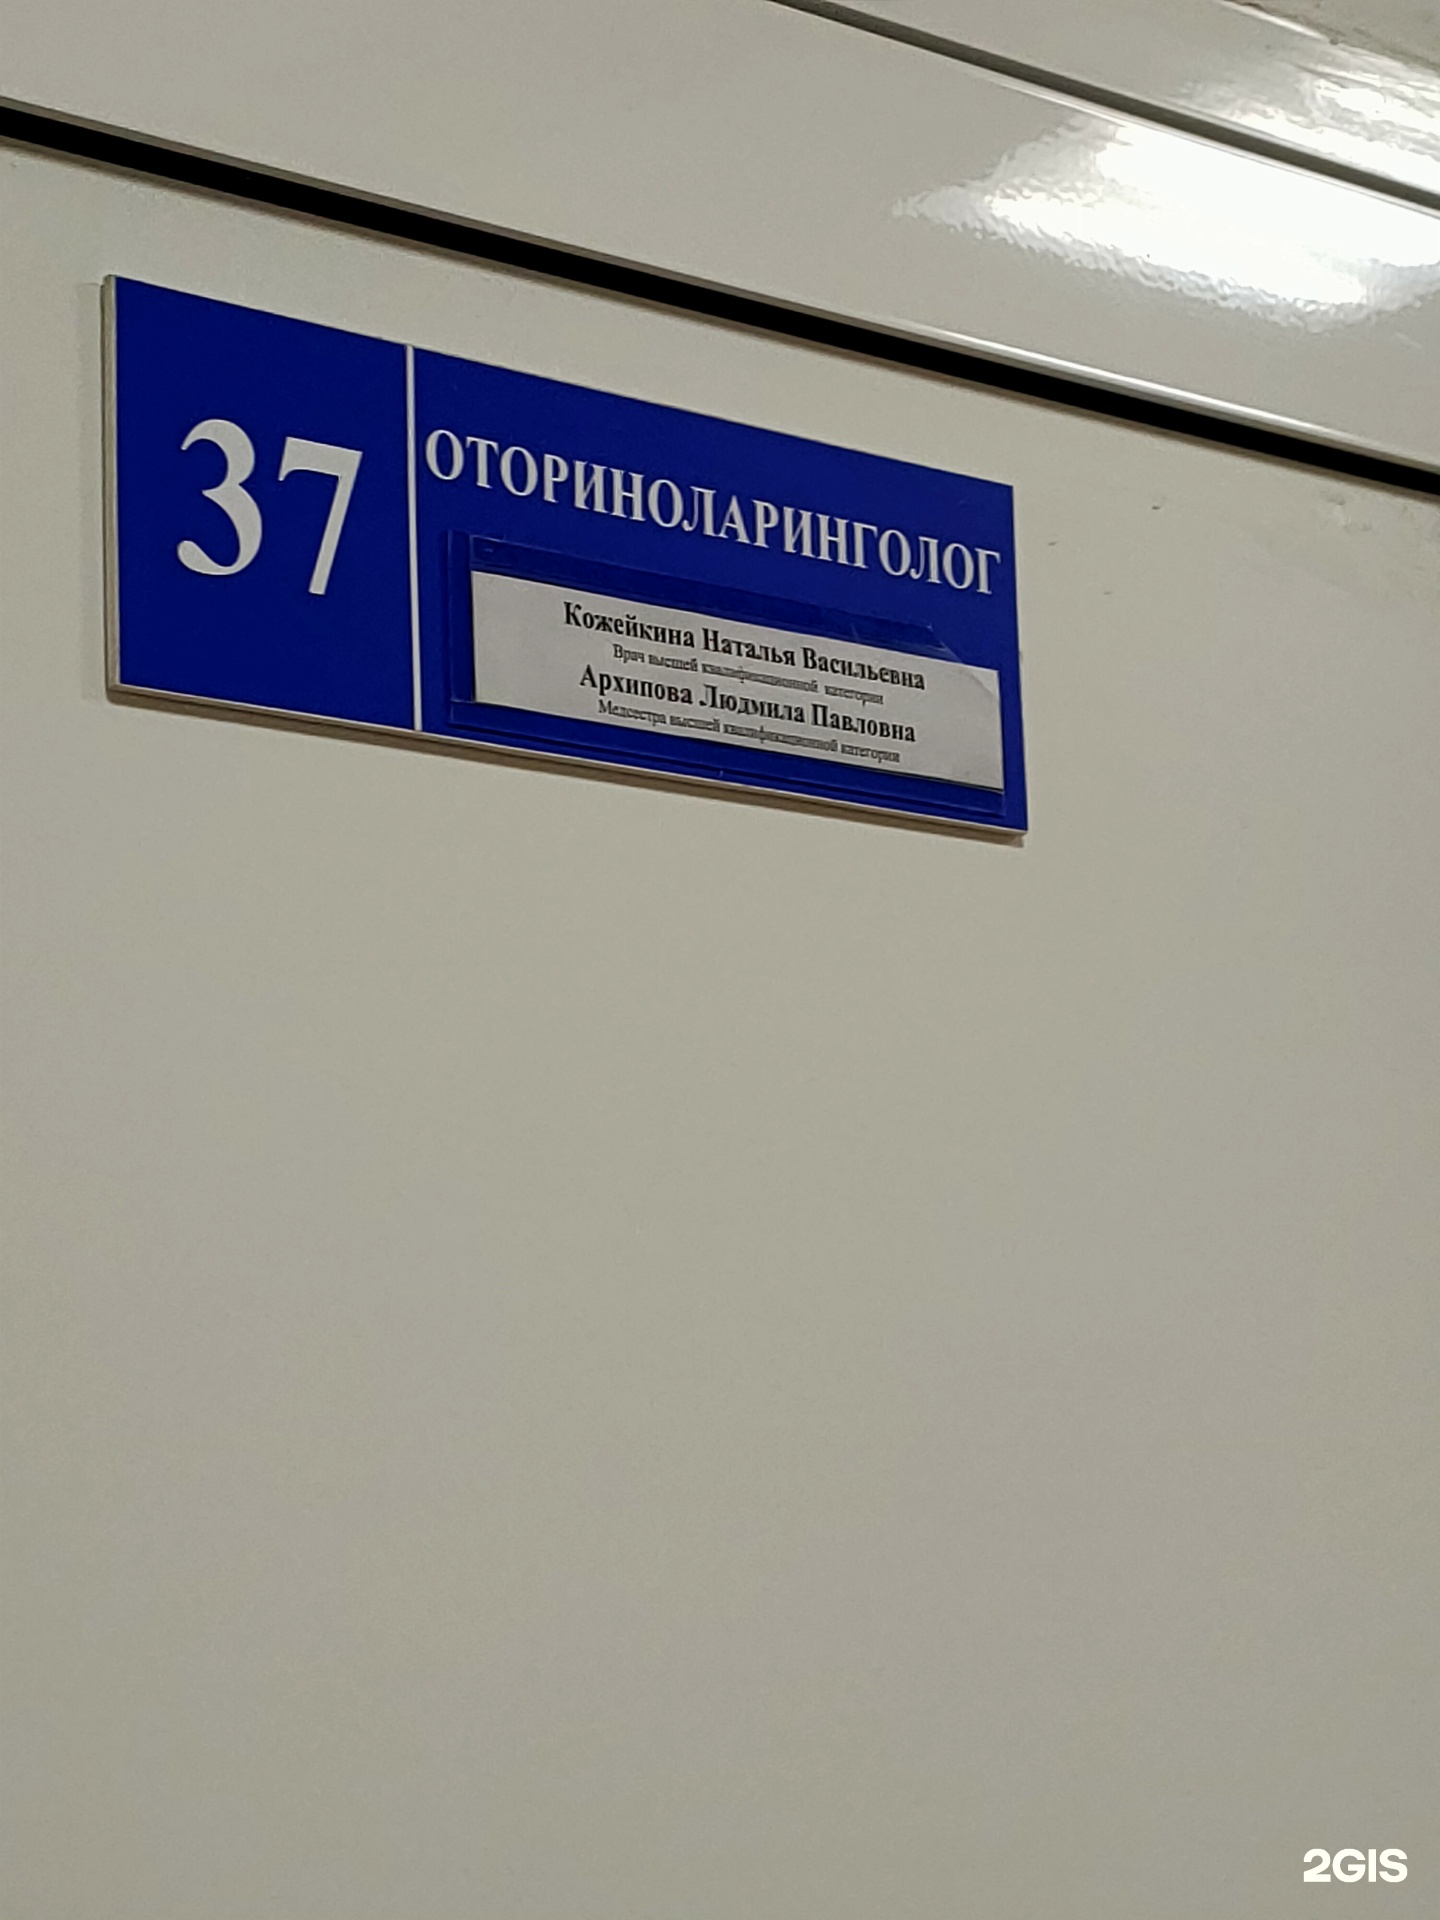 37
ОТОРИНОЛАРИНГОЛОГ
Кожейкина Наталья Васильевна
Врач высшей квалификационной категории
Архипова Людмила Павловна
Медсестра высшей квалификационной категории
2GIS